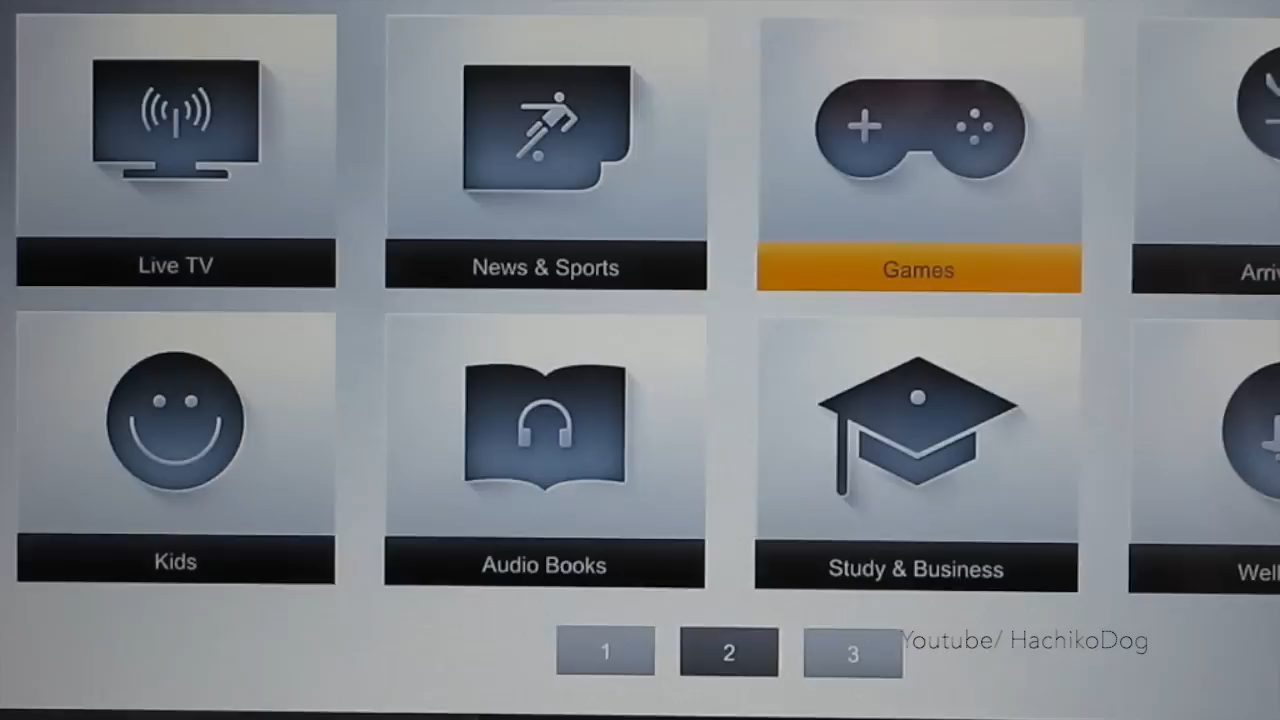 Live TV
News & Sports
Games
Kids
Audio Books
Study & Business
1
2
3
Youtube/ HachikoDog